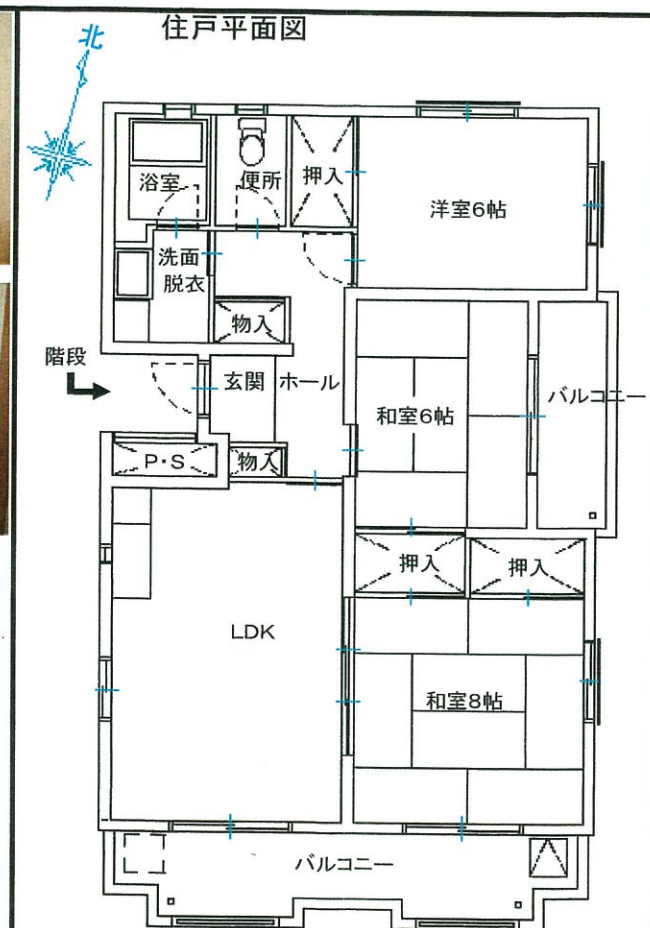 住戸平面図
北
浴室
便所
押入
洋室6帖
洗面
脱衣
物入
階段
玄関
ホール
和室6帖
バルコニー
P・S
物入
押入
押入
LDK
和室8帖
バルコニー